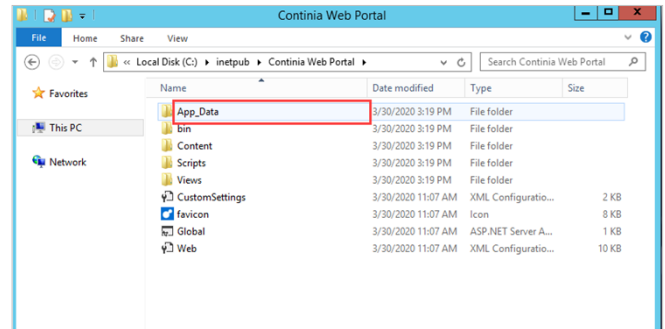 Continia Web Portal
File Home Share View
« Local Disk (C:) ▸ inetpub ▸ Continia Web Portal ▸ Search Continia Web Portal
Name Date modified Type Size
Favorites
This PC
Network
App_Data 3/30/2020 3:19 PM File folder
bin 3/30/2020 3:19 PM File folder
Content 3/30/2020 3:19 PM File folder
Scripts 3/30/2020 3:19 PM File folder
Views 3/30/2020 3:19 PM File folder
CustomSettings 3/30/2020 11:07 AM XML Configuratio... 2 KB
favicon 3/30/2020 11:07 AM Icon 8 KB
Global 3/30/2020 11:07 AM ASP.NET Server A... 1 KB
Web 3/30/2020 11:07 AM XML Configuratio... 10 KB